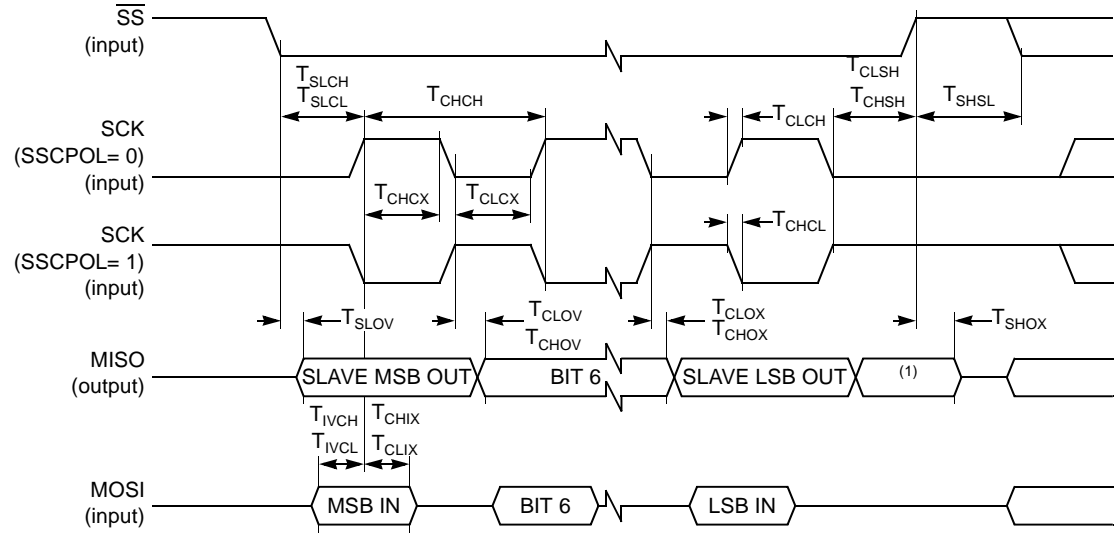 SS
(input)
TSLCH
TSLCL
TCHCH
TCLCH
TCLSH
TCHSH
TSHSL
SCK
(SSCPOL= 0)
(input)
TCHCX
TCLCX
TCHCL
SCK
(SSCPOL= 1)
(input)
TSLOV
TCLOV
TCHOV
TCLOX
TCHOX
TSHOX
MISO
(output)
SLAVE MSB OUT
BIT 6
SLAVE LSB OUT
(1)
TIVCH
TIVCL
TCHIX
TCLIX
MOSI
(input)
MSB IN
BIT 6
LSB IN